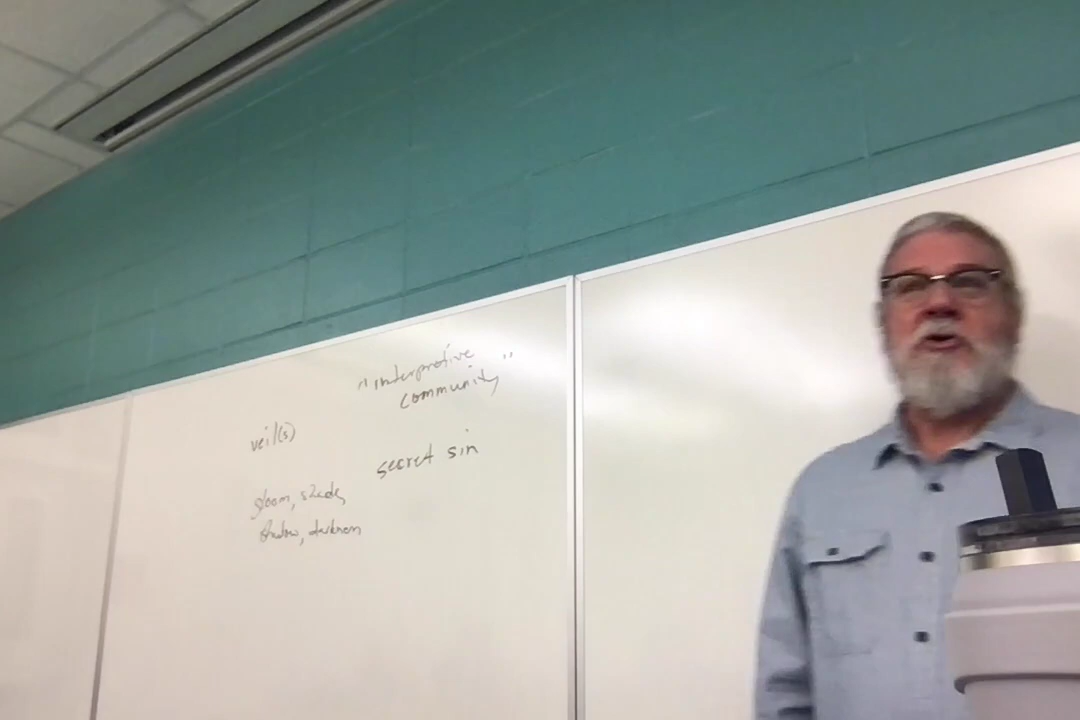 "interpretive
community"
veil(s)
secret sin
gloom, shade,
shadow, darkness